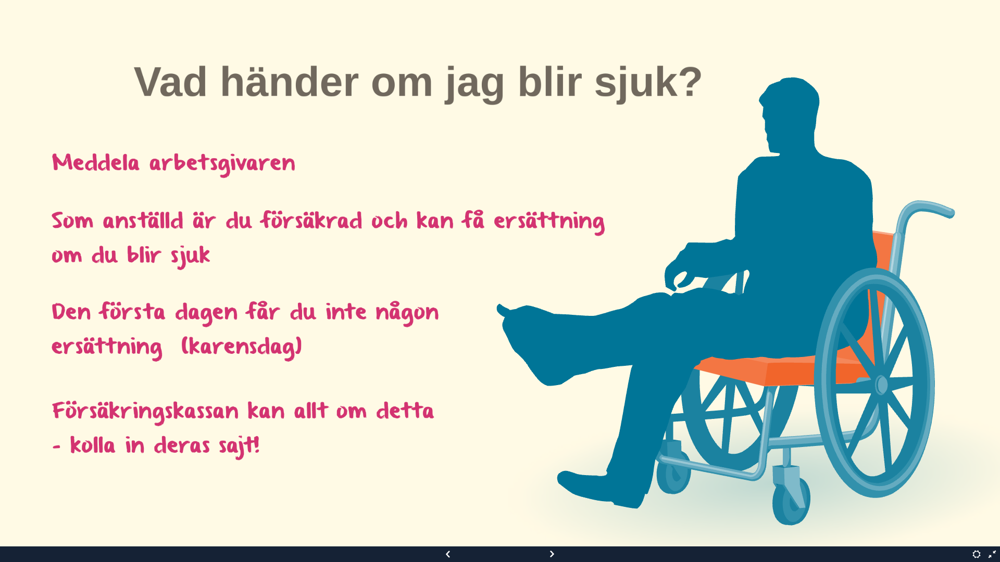 Vad händer om jag blir sjuk?
Meddela arbetsgivaren
Som anställd är du försäkrad och kan få ersättning
om du blir sjuk
Den första dagen får du inte någon
ersättning (karensdag)
Försäkringskassan kan allt om detta
- kolla in deras sajt!